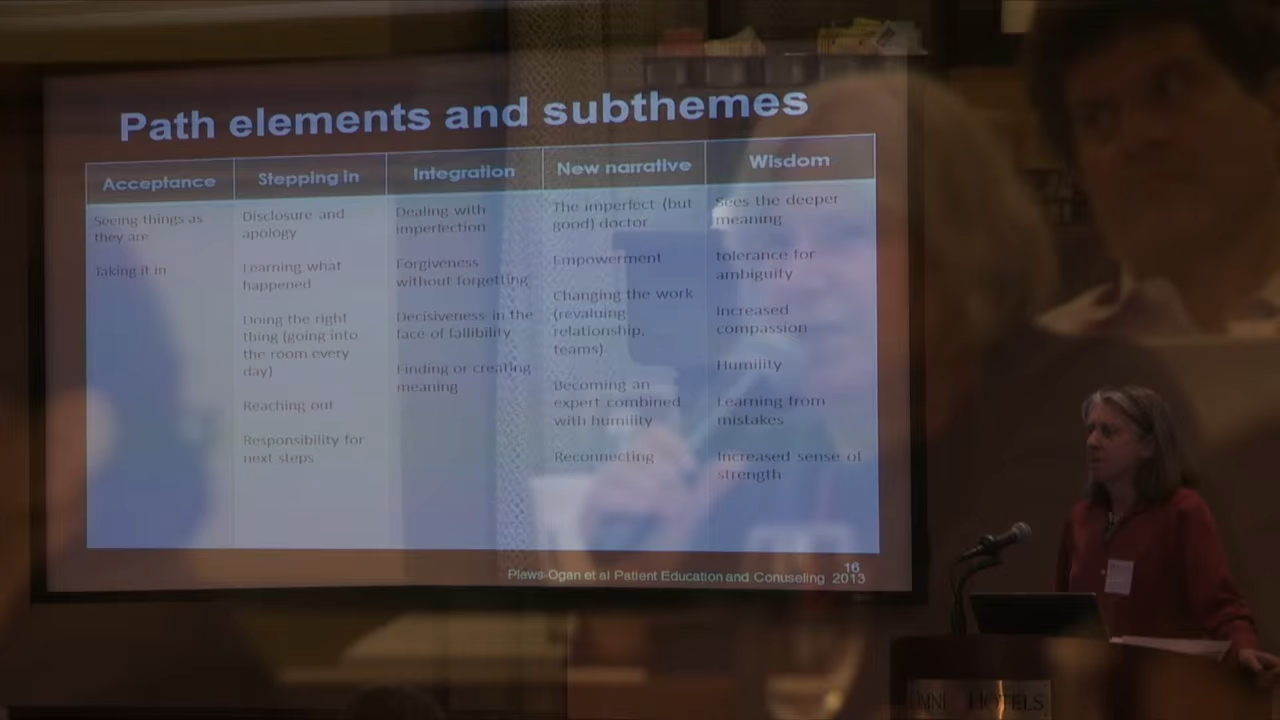 Path elements and subthemes
Acceptance
Stepping in
Integration
New narrative
Wisdom
Seeing things as
they are
Taking it in
Disclosure and
apology
Learning what
happened
Doing the right
thing (going into
the room every
day)
Reaching out
Responsibility for
next steps
Dealing with
imperfection
Forgiveness
without forgetting
Decisiveness in the
face of fallibility
Finding or creating
meaning
The imperfect (but
good) doctor
Empowerment
Changing the work
(revaluing
relationship,
teams)
Becoming an
expert combined
with humility
Reconnecting
Sees the deeper
meaning
tolerance for
ambiguity
Increased
compassion
Humility
Learning from
mistakes
Increased sense of
strength
16
Plews-Ogan et al Patient Education and Conuseling 2013
HOTELS